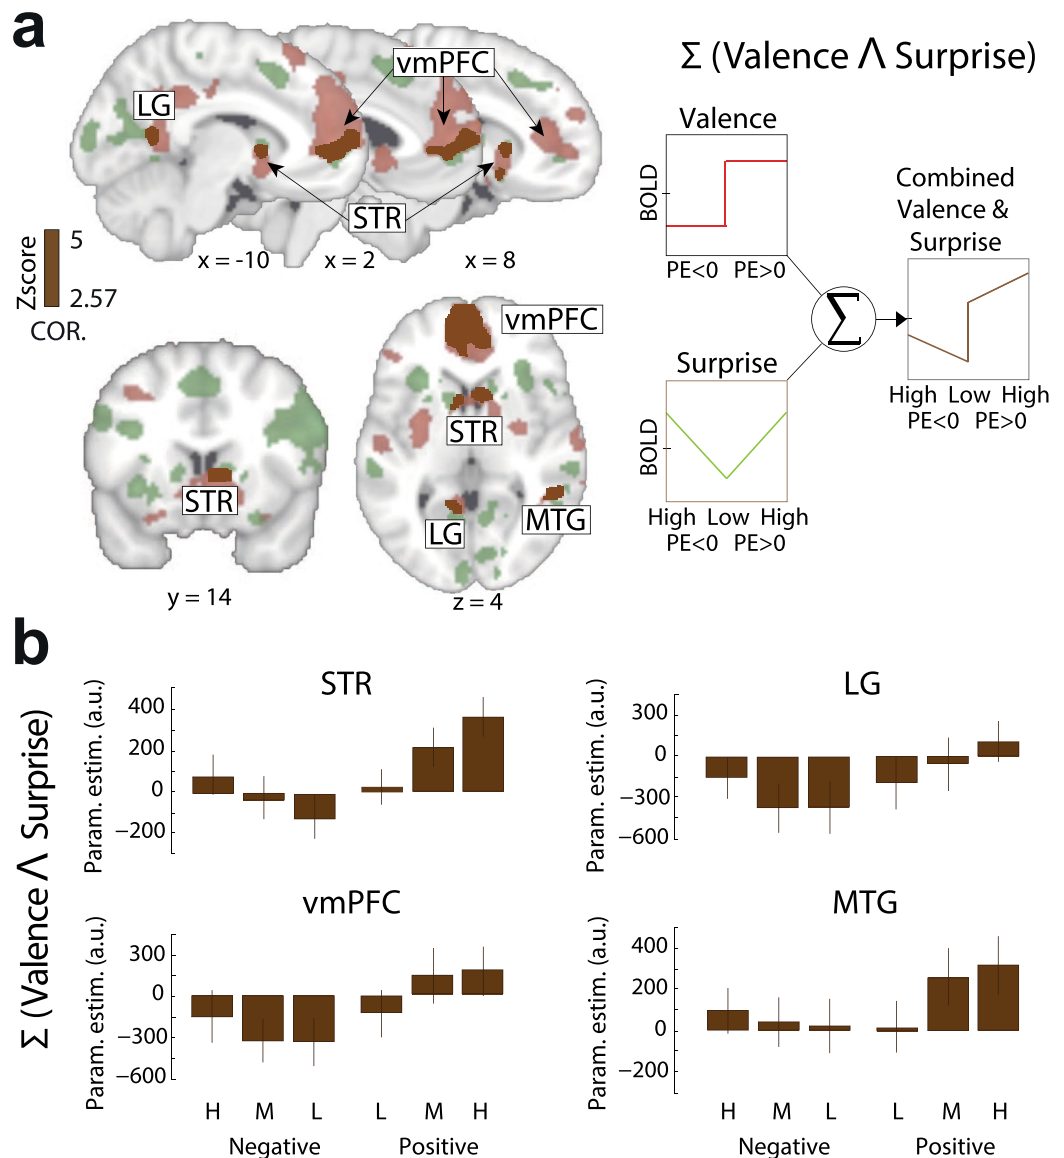 a
vmPFC
LG
STR
Zscore
5
2.57
COR.
x = -10
x = 2
x = 8
vmPFC
STR
STR
LG
MTG
y = 14
z = 4
Σ (Valence Λ Surprise)
Valence
BOLD
PE<0 PE>0
Surprise
BOLD
High Low High
PE<0 PE>0
Σ
Combined
Valence &
Surprise
High Low High
PE<0 PE>0
b
Σ (Valence Λ Surprise)
STR
Param. estim. (a.u.)
400
200
0
−200
LG
Param. estim. (a.u.)
300
0
−300
−600
vmPFC
Param. estim. (a.u.)
300
0
−300
−600
H M L L M H
Negative Positive
MTG
Param. estim. (a.u.)
400
200
0
−200
H M L L M H
Negative Positive